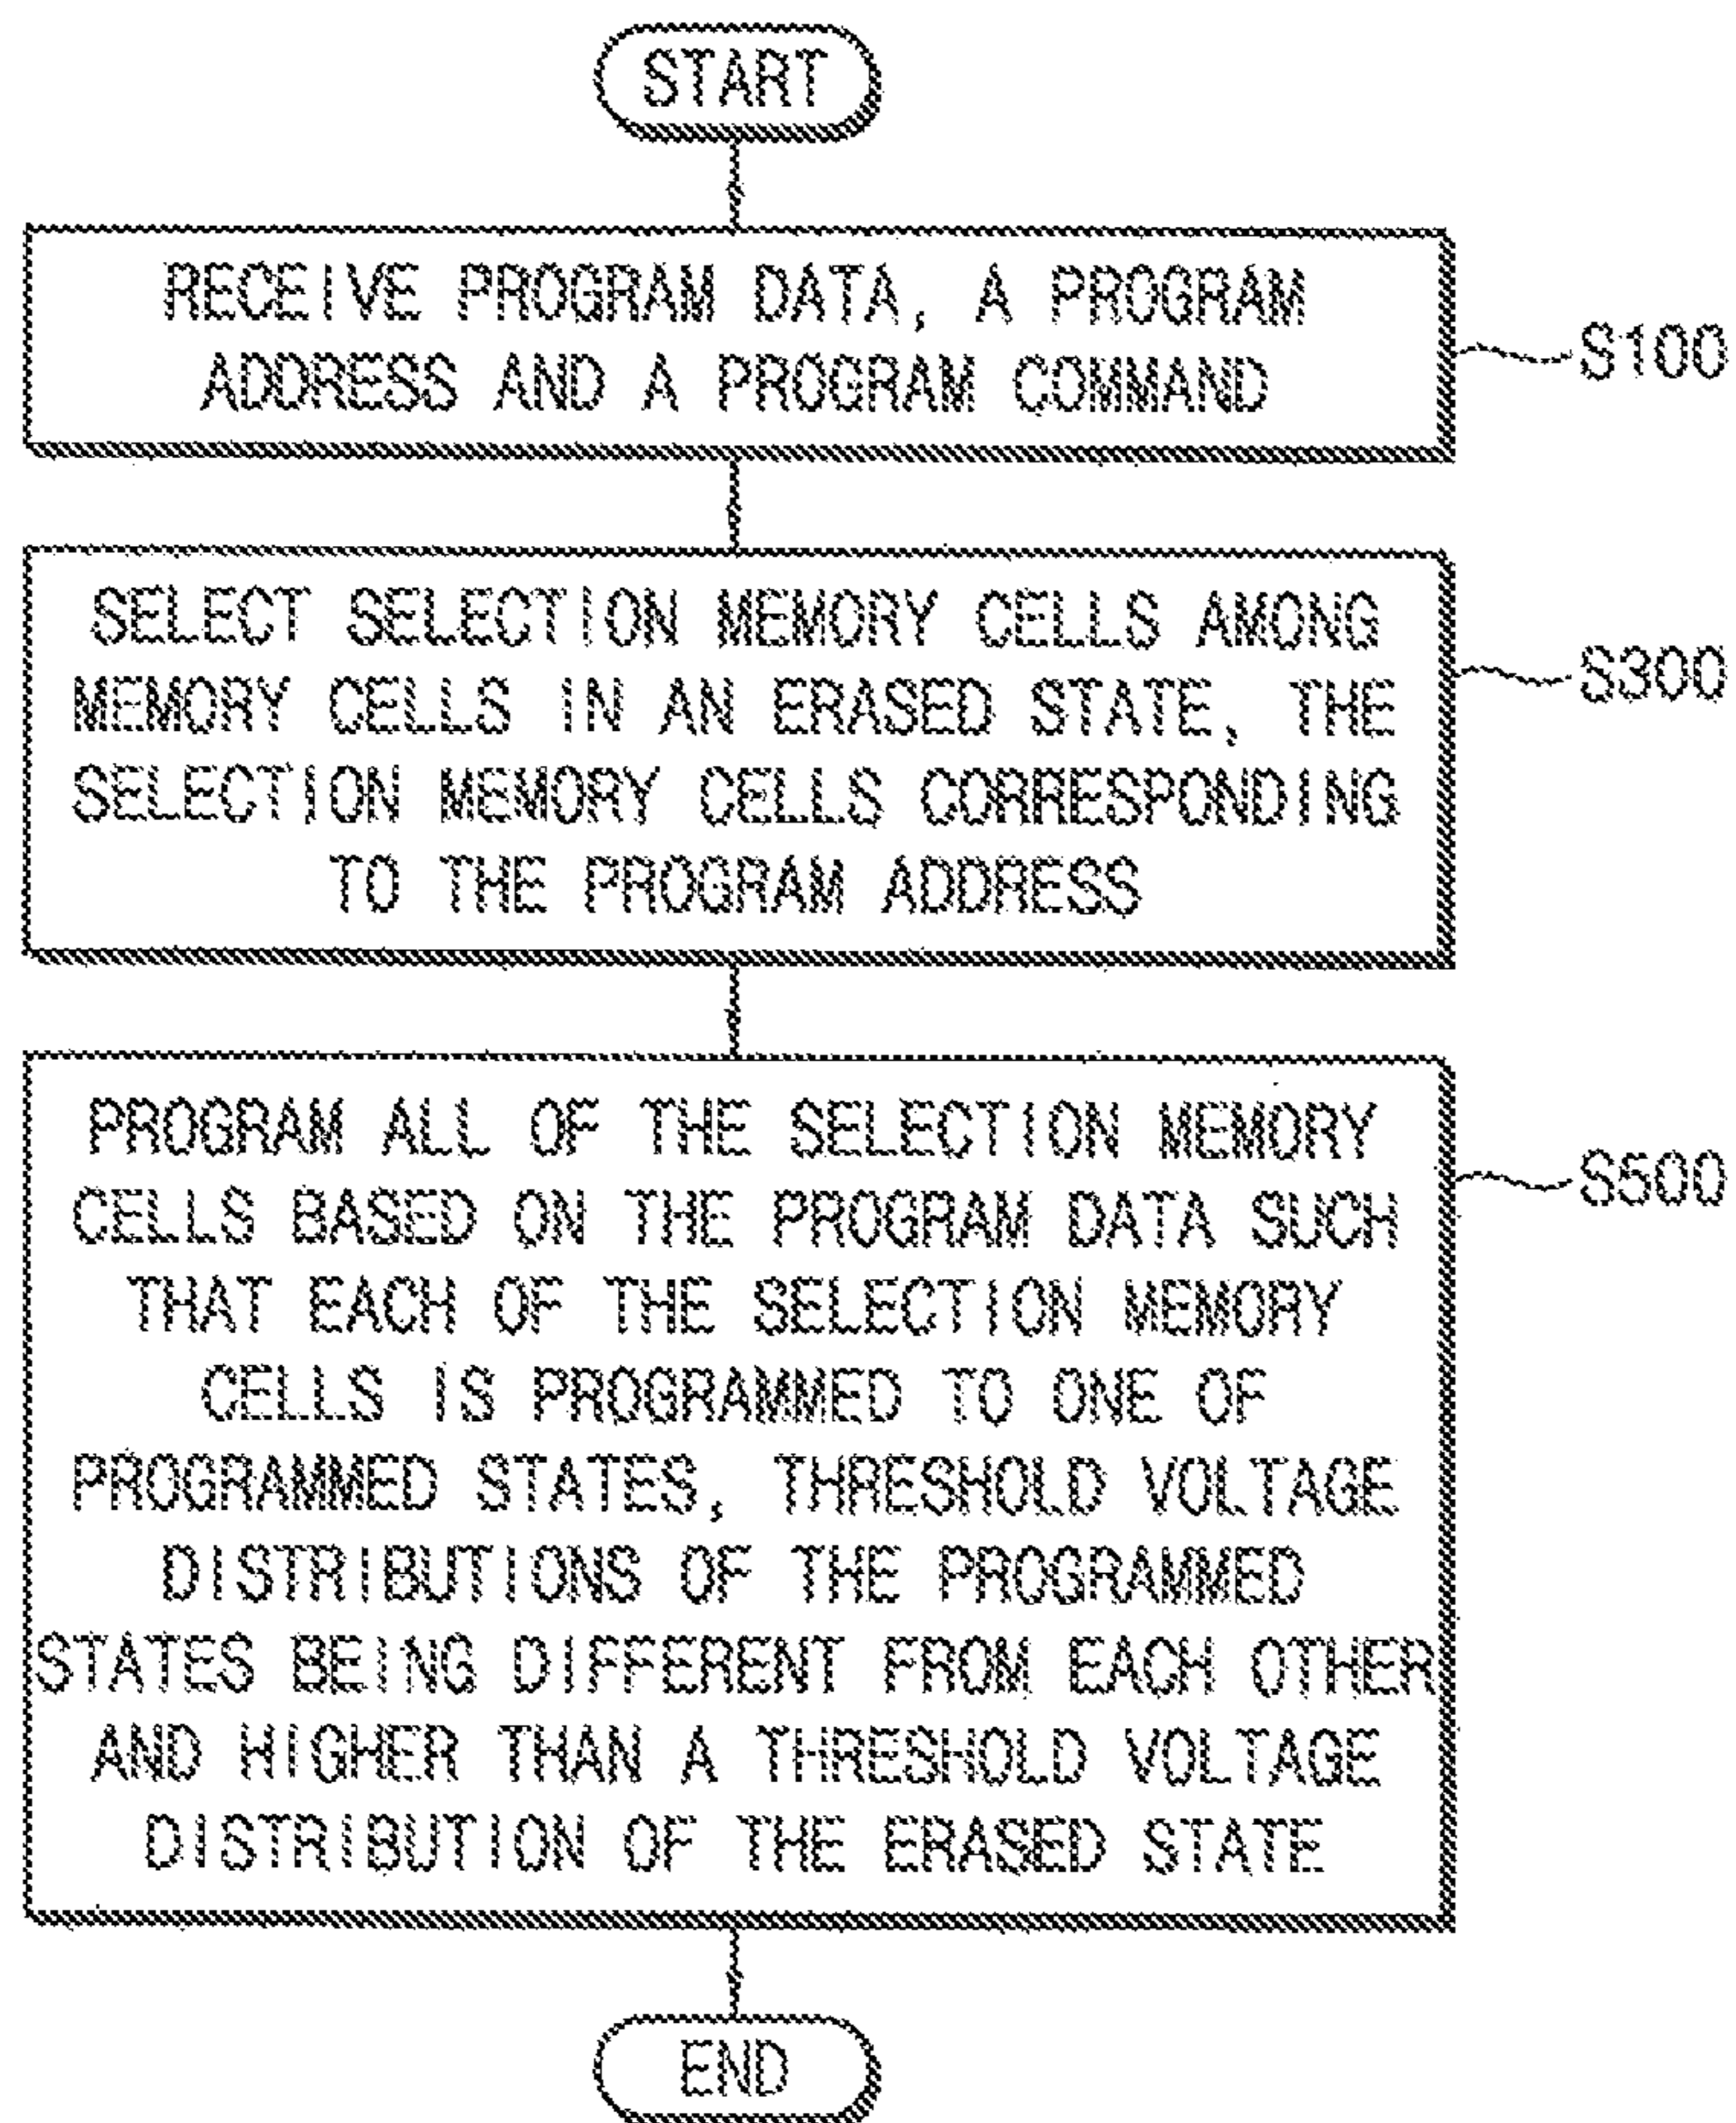 START
RECEIVE PROGRAM DATA, A PROGRAM
ADDRESS AND A PROGRAM COMMAND
S100
SELECT SELECTION MEMORY CELLS AMONG
MEMORY CELLS IN AN ERASED STATE, THE
SELECTION MEMORY CELLS CORRESPONDING
TO THE PROGRAM ADDRESS
S300
PROGRAM ALL OF THE SELECTION MEMORY
CELLS BASED ON THE PROGRAM DATA SUCH
THAT EACH OF THE SELECTION MEMORY
CELLS IS PROGRAMMED TO ONE OF
PROGRAMMED STATES, THRESHOLD VOLTAGE
DISTRIBUTIONS OF THE PROGRAMMED
STATES BEING DIFFERENT FROM EACH OTHER
AND HIGHER THAN A THRESHOLD VOLTAGE
DISTRIBUTION OF THE ERASED STATE
S500
END